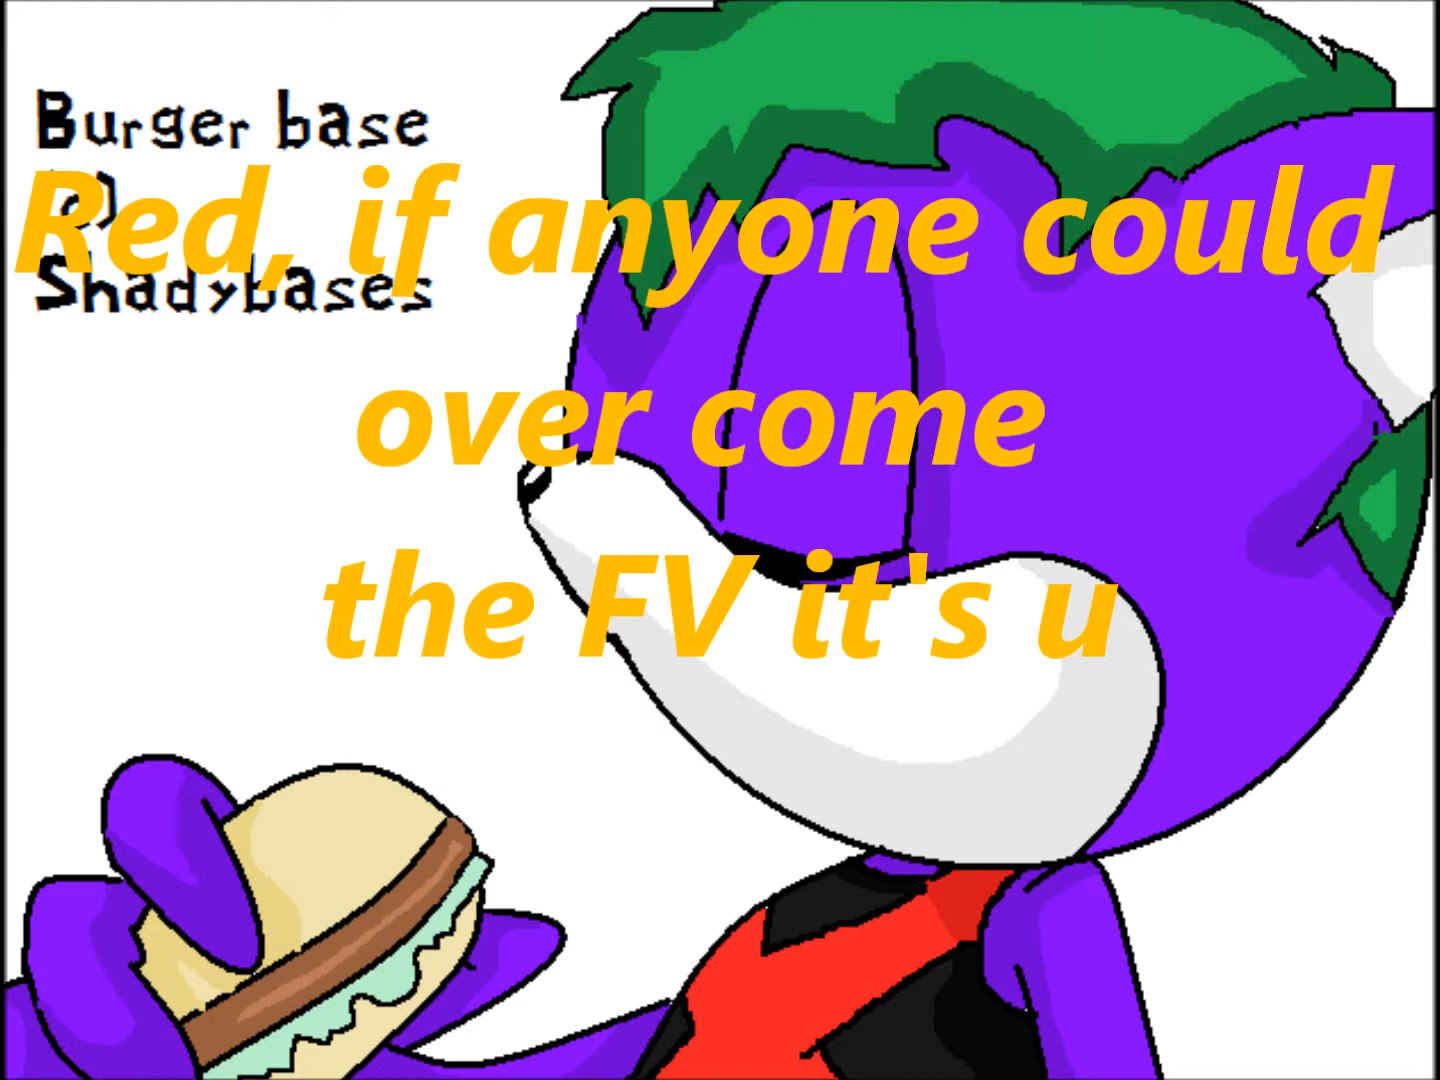 Burger base
Red, if anyone could
Shadybases
over come
the FV it's u